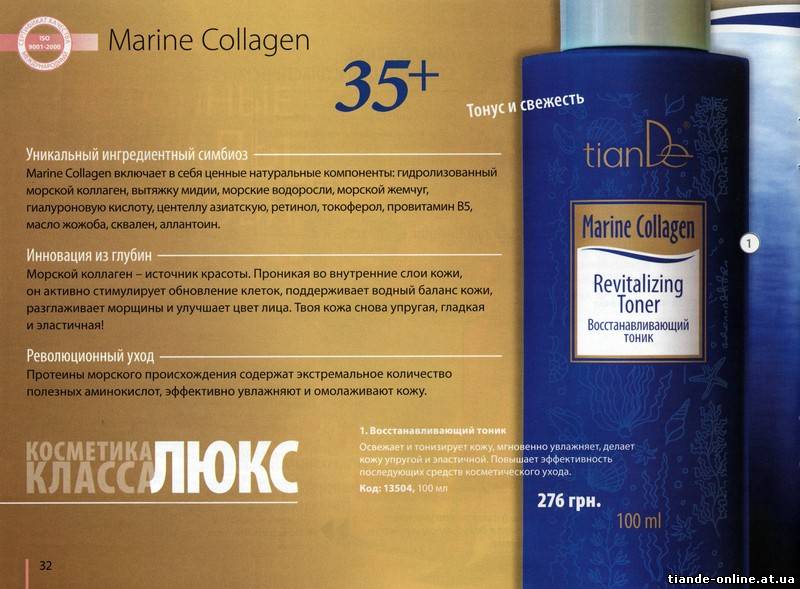 СЕРТИФИКАТ КАЧЕСТВА
ISO
9001-2000
МЕЖДУНАРОДНЫЙ
Marine Collagen
35+
Тонус и свежесть
Уникальный ингредиентный симбиоз
Marine Collagen включает в себя ценные натуральные компоненты: гидролизованный
морской коллаген, вытяжку мидии, морские водоросли, морской жемчуг,
гиалуроновую кислоту, центеллу азиатскую, ретинол, токоферол, провитамин B5,
масло жожоба, сквален, аллантоин.
Инновация из глубин
Морской коллаген – источник красоты. Проникая во внутренние слои кожи,
он активно стимулирует обновление клеток, поддерживает водный баланс кожи,
разглаживает морщины и улучшает цвет лица. Твоя кожа снова упругая, гладкая
и эластичная!
Революционный уход
Протеины морского происхождения содержат экстремальное количество
полезных аминокислот, эффективно увлажняют и омолаживают кожу.
КОСМЕТИКА
КЛАССА ЛЮКС
1. Восстанавливающий тоник
Освежает и тонизирует кожу, мгновенно увлажняет, делает
кожу упругой и эластичной. Повышает эффективность
последующих средств косметического ухода.
Код: 13504, 100 мл
276 грн.
tianDe®
Marine Collagen
Revitalizing
Toner
Восстанавливающий
тоник
100 ml
1
32
tiande-online.at.ua